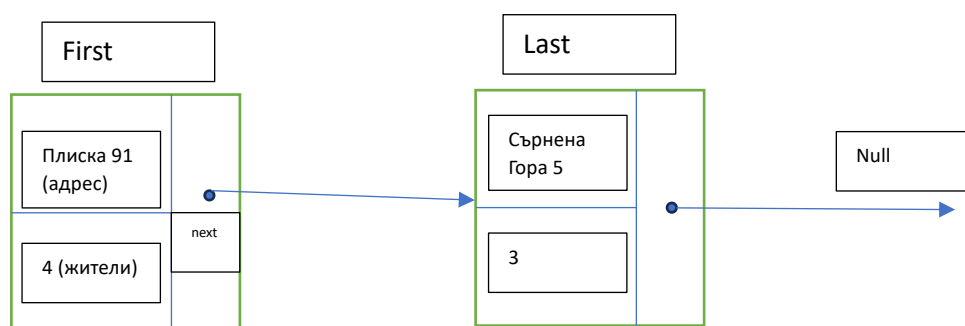 First
Last
Плиска 91
(адрес)
next
4 (жители)
Сърнена
Гора 5
3
Null